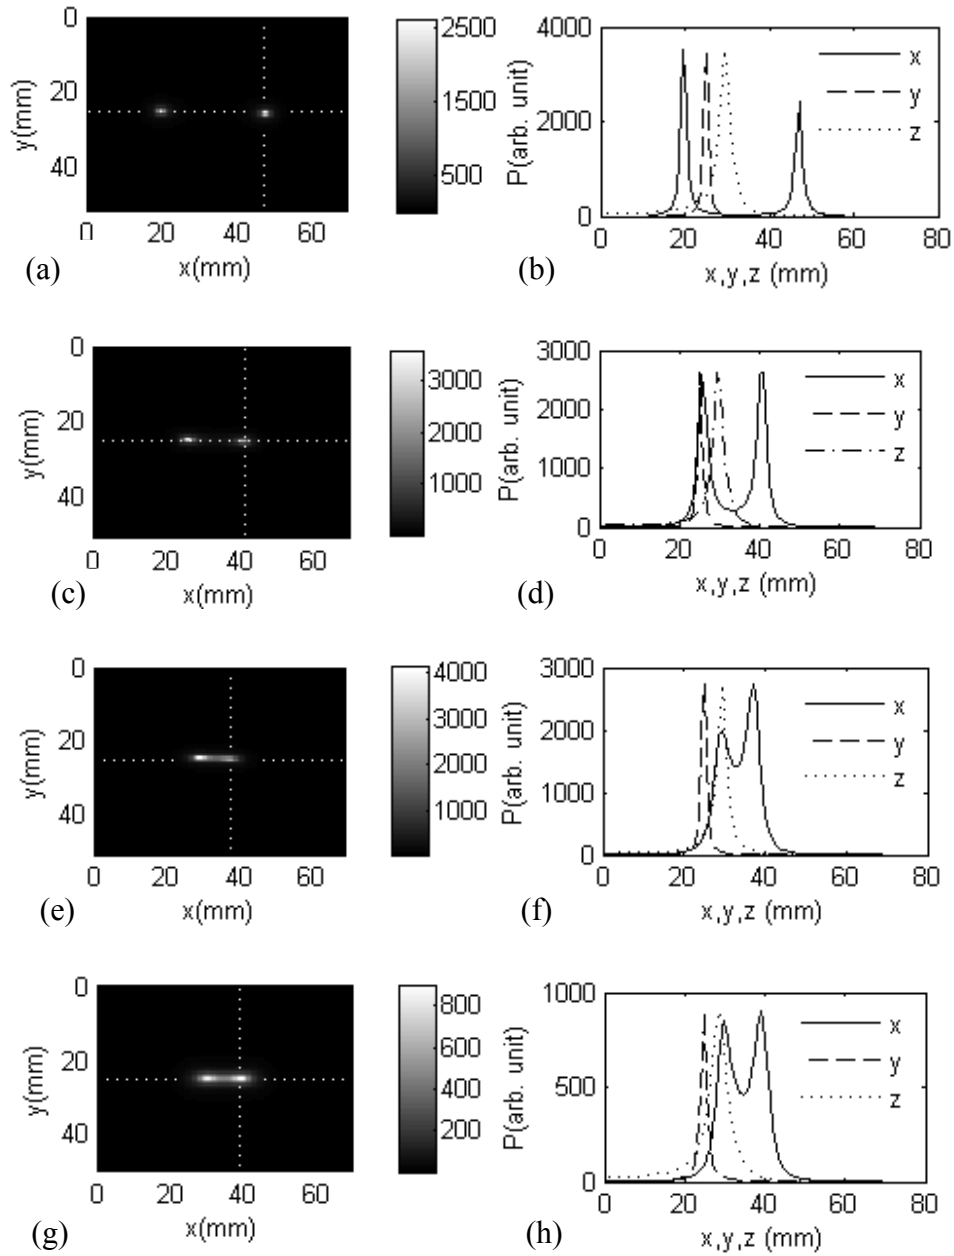 0
20
40
y(mm)
0
20
40
60
x(mm)
2500
1500
500
(a)
4000
2000
0
P(arb. unit)
x
y
z
0
20
40
60
80
x,y,z (mm)
(b)
0
20
40
y(mm)
0
20
40
60
x(mm)
3000
2000
1000
(c)
3000
2000
1000
0
P(arb. unit)
x
y
z
0
20
40
60
80
x,y,z (mm)
(d)
0
20
40
y(mm)
0
20
40
60
x(mm)
4000
3000
2000
1000
(e)
3000
2000
1000
0
P(arb. unit)
x
y
z
0
20
40
60
80
x,y,z (mm)
(f)
0
20
40
y(mm)
0
20
40
60
x(mm)
800
600
400
200
(g)
1000
500
0
P(arb. unit)
x
y
z
0
20
40
60
80
x,y,z (mm)
(h)